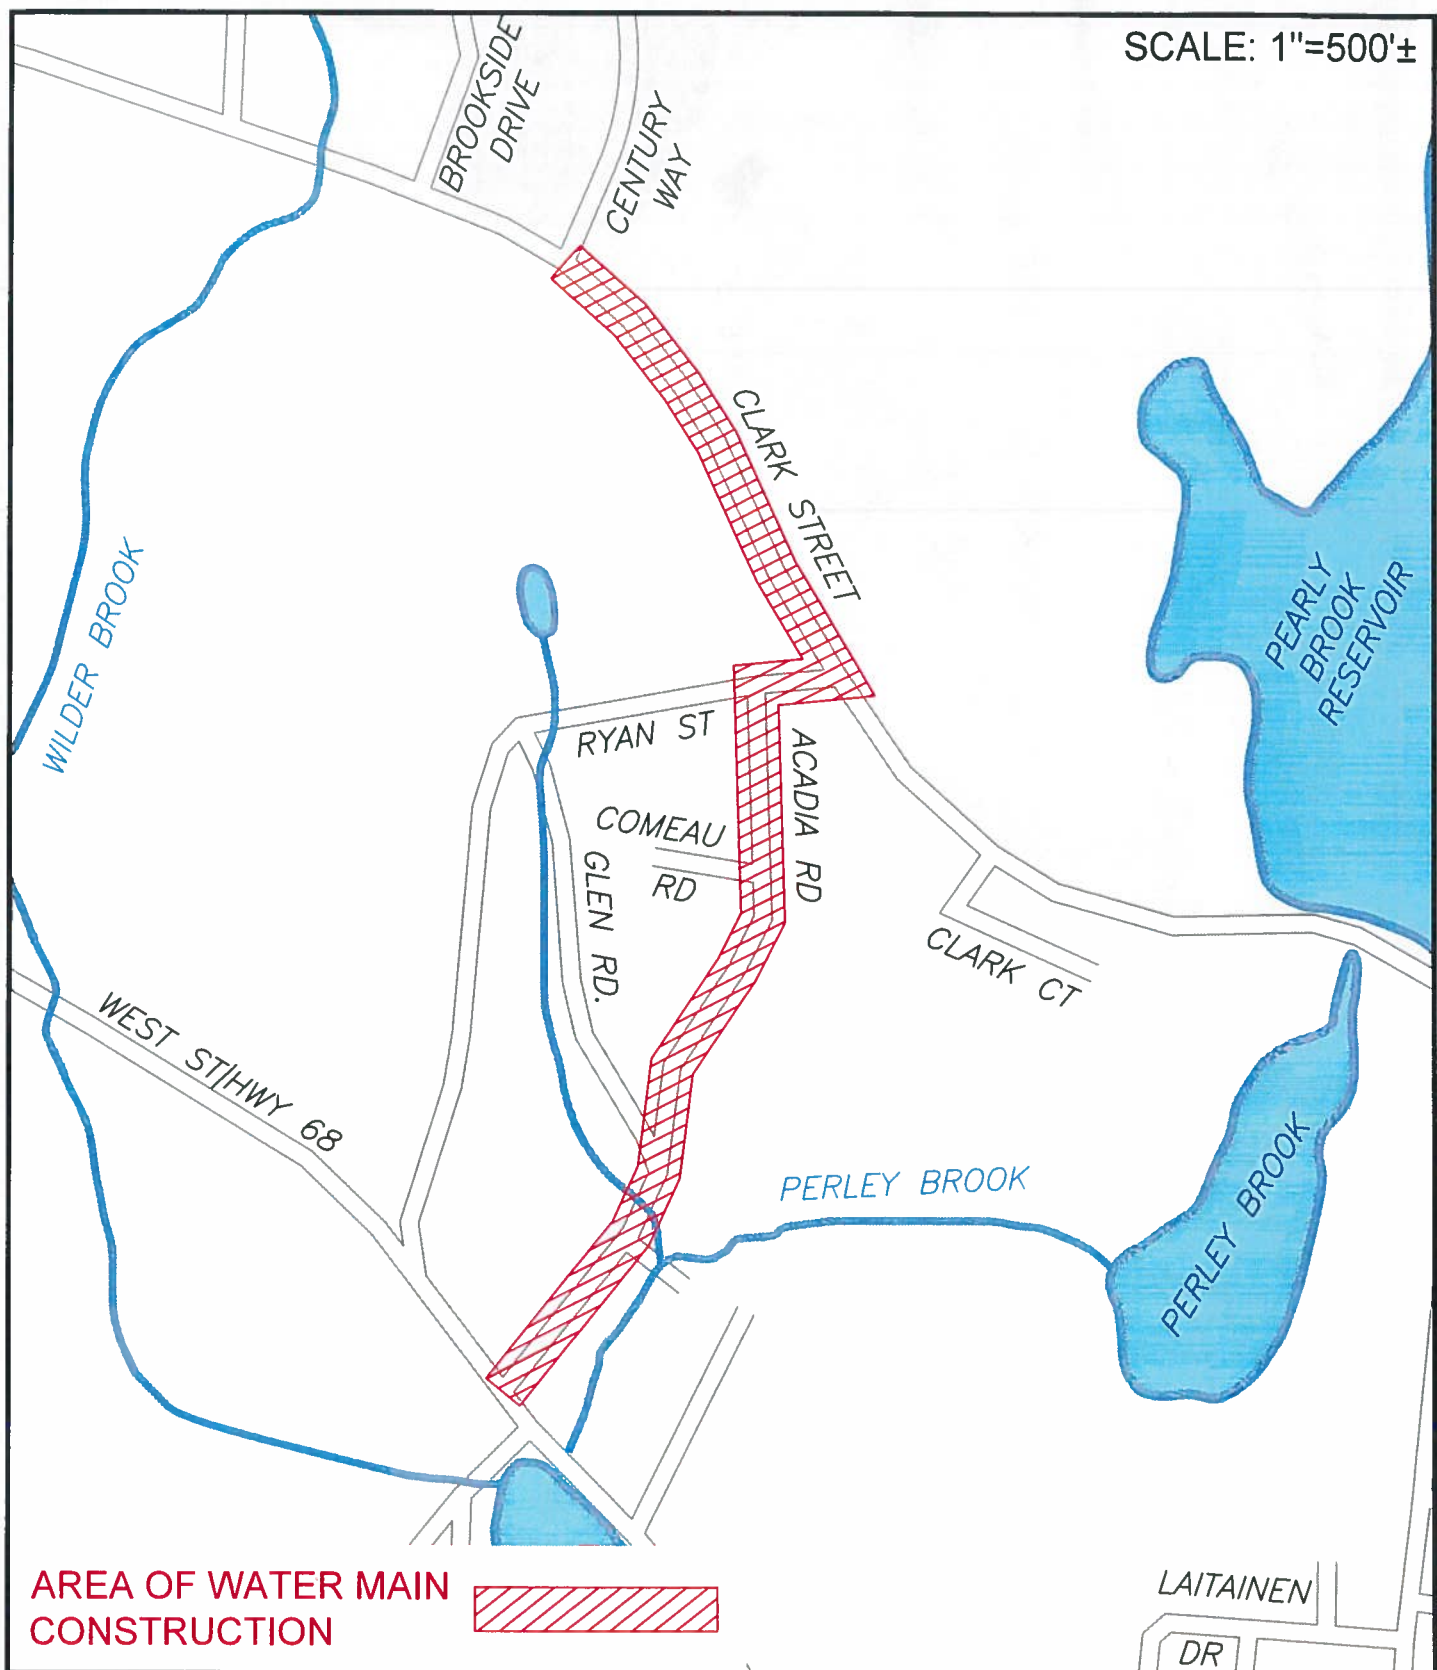 SCALE: 1"=500'±
BROOKSIDE
DRIVE
CENTURY
WAY
CLARK STREET
WILDER BROOK
PEARLY
BROOK
RESERVOIR
RYAN ST
ACADIA RD
COMEAU
RD
GLEN RD.
CLARK CT
WEST ST/HWY 68
PERLEY BROOK
PERLEY BROOK
AREA OF WATER MAIN
CONSTRUCTION
LAITAINEN
DR